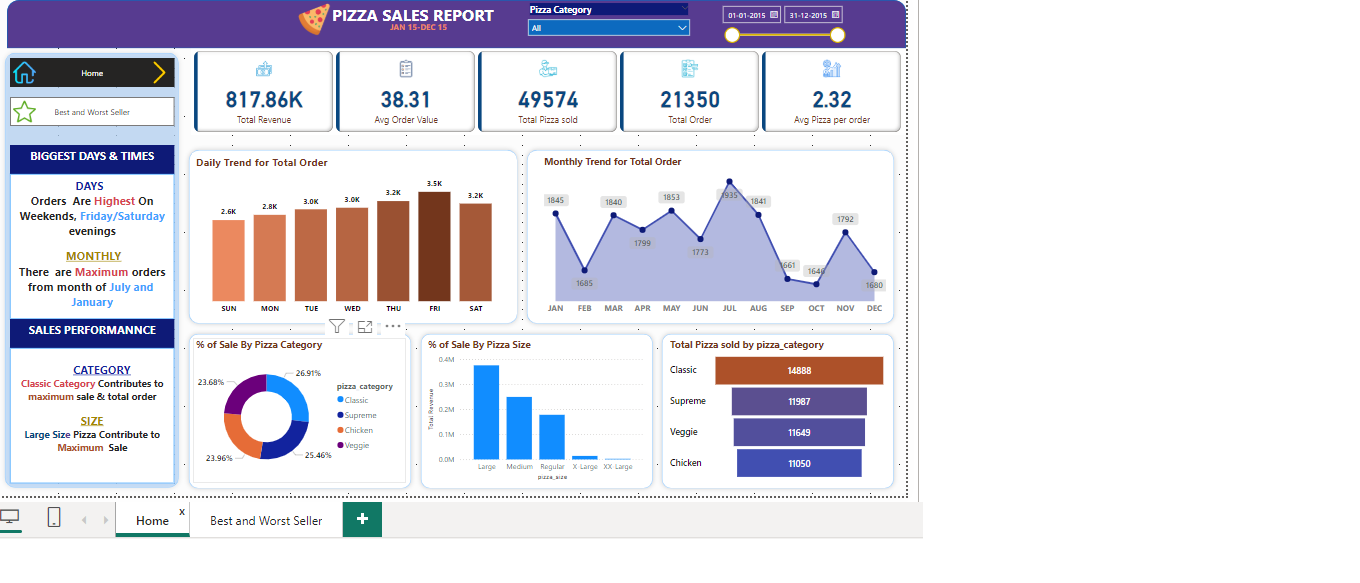 PIZZA SALES REPORT
JAN 15-DEC 15
Pizza Category
All
01-01-2015
31-12-2015
Home
Best and Worst Seller
BIGGEST DAYS & TIMES
DAYS
Orders Are Highest On
Weekends, Friday/Saturday
evenings
MONTHLY
There are Maximum orders
from month of July and
January
SALES PERFORMANNCE
CATEGORY
Classic Category Contributes to
maximum sale & total order
SIZE
Large Size Pizza Contribute to
Maximum Sale
817.86K
Total Revenue
38.31
Avg Order Value
49574
Total Pizza sold
21350
Total Order
2.32
Avg Pizza per order
Daily Trend for Total Order
2.6K
2.8K
3.0K
3.0K
3.2K
3.5K
3.2K
SUN MON TUE WED THU FRI SAT
Monthly Trend for Total Order
1845
1685
1840
1799
1853
1773
1935
1841
1661
1646
1792
1680
JAN FEB MAR APR MAY JUN JUL AUG SEP OCT NOV DEC
% of Sale By Pizza Category
26.91%
25.46%
23.96%
23.68%
pizza category
Classic
Supreme
Chicken
Veggie
% of Sale By Pizza Size
Total Revenue
0.4M
0.3M
0.2M
0.1M
0.0M
Large Medium Regular X Large XX Large
pizza_size
Total Pizza sold by pizza_category
Classic 14888
Supreme 11987
Veggie 11649
Chicken 11050
Home x
Best and Worst Seller
+